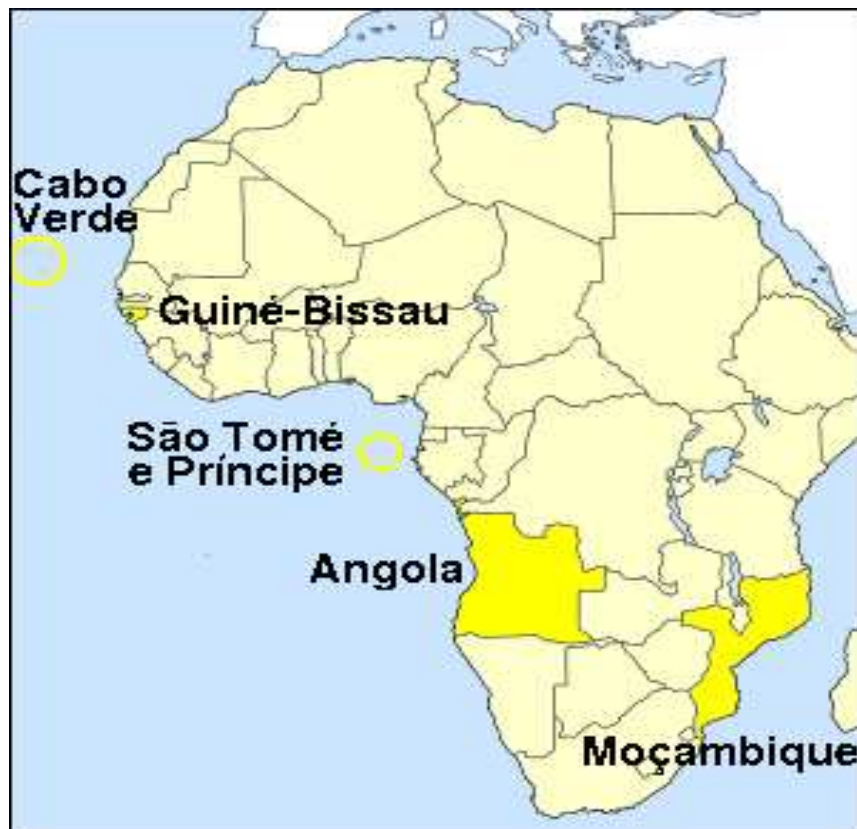 Cabo
Verde
Guiné-Bissau
São Tomé
e Príncipe
Angola
Moçambique